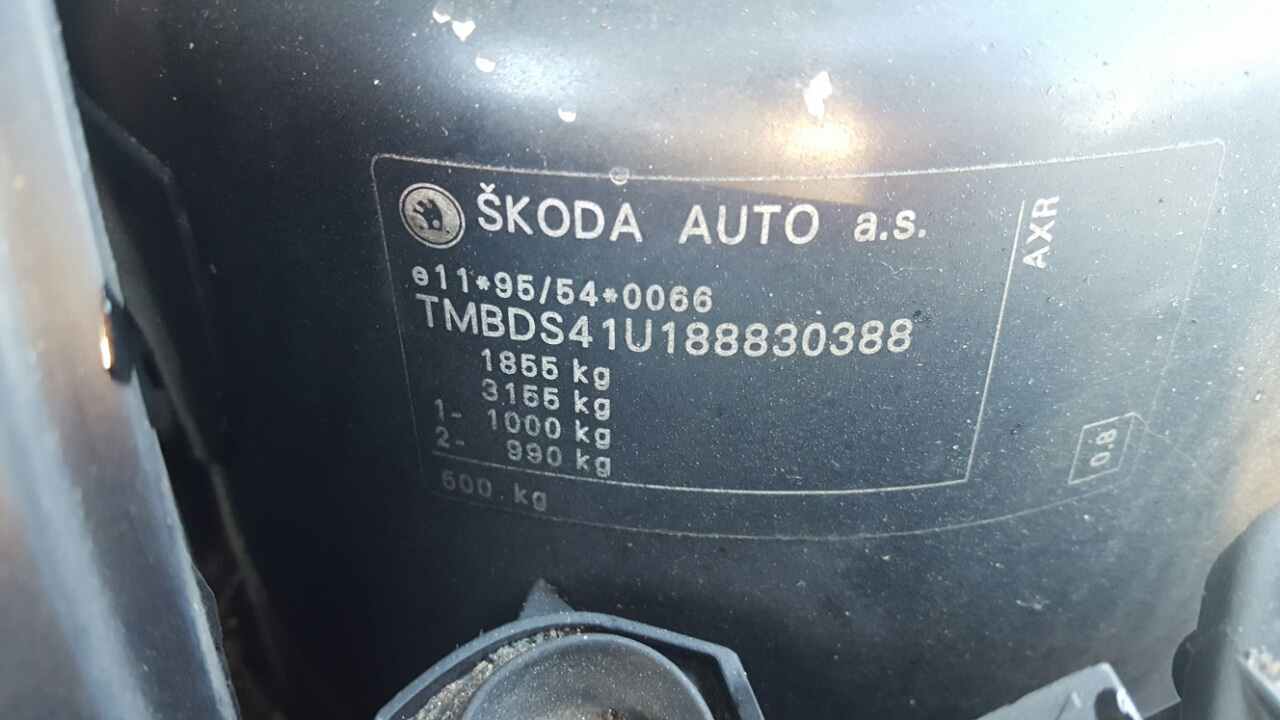 ŠKODA AUTO a.s.
AXR
e11*95/54*0066
TMBDS41U188830388
1855 kg
3155 kg
1- 1000 kg
2- 990 kg
600 kg
0.8